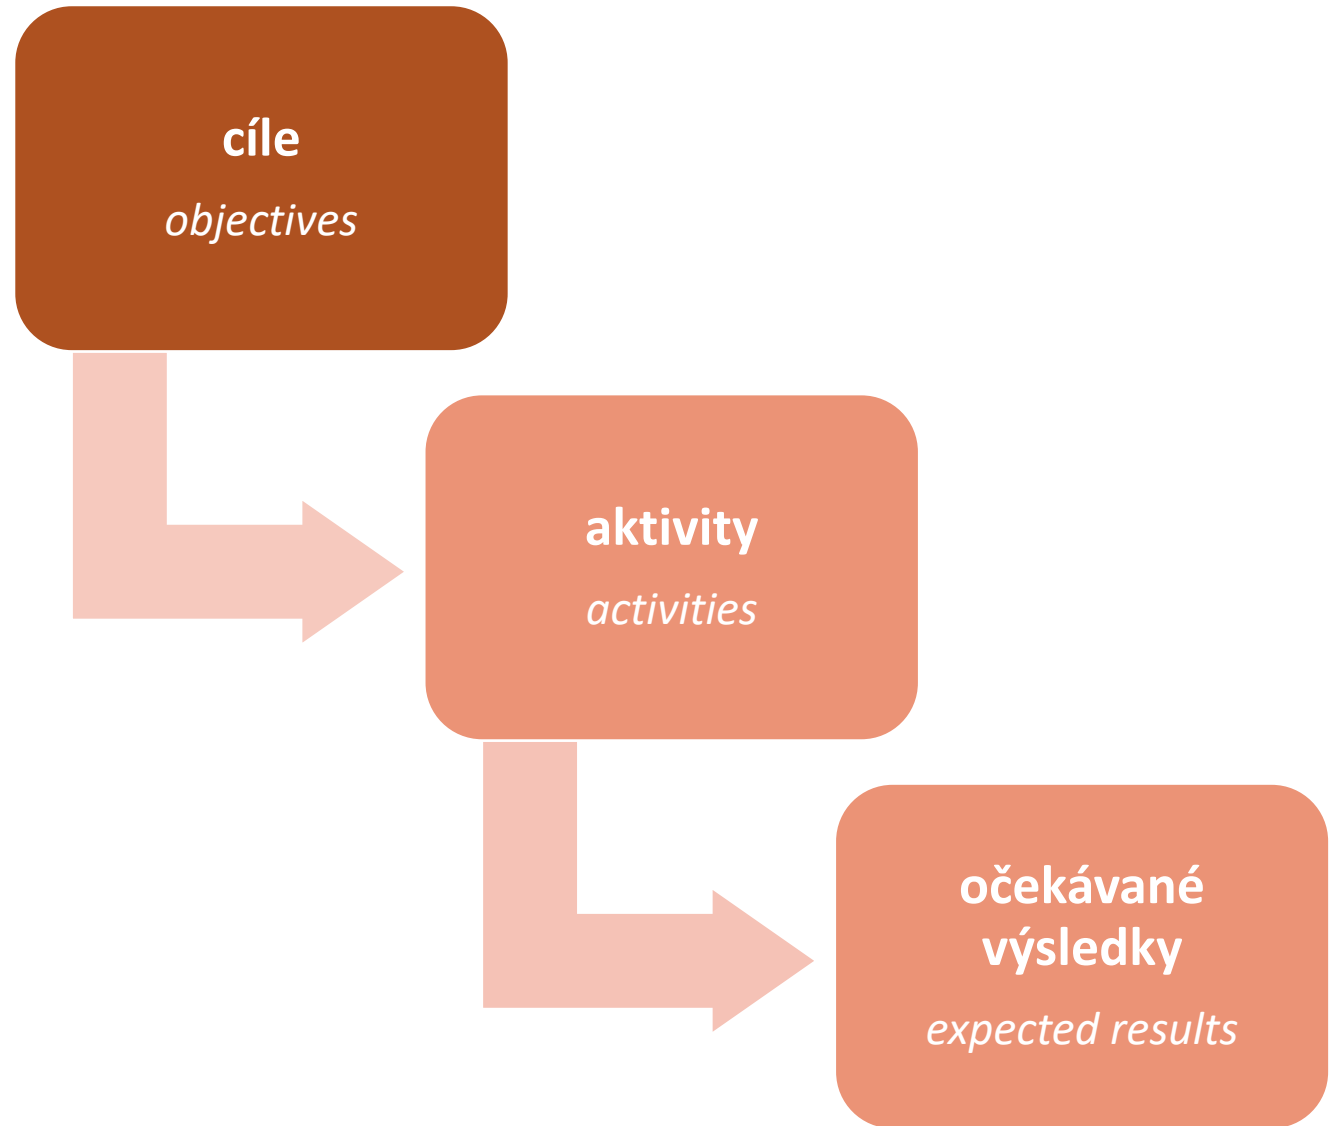 cíle
objectives
aktivity
activities
očekávané
výsledky
expected results